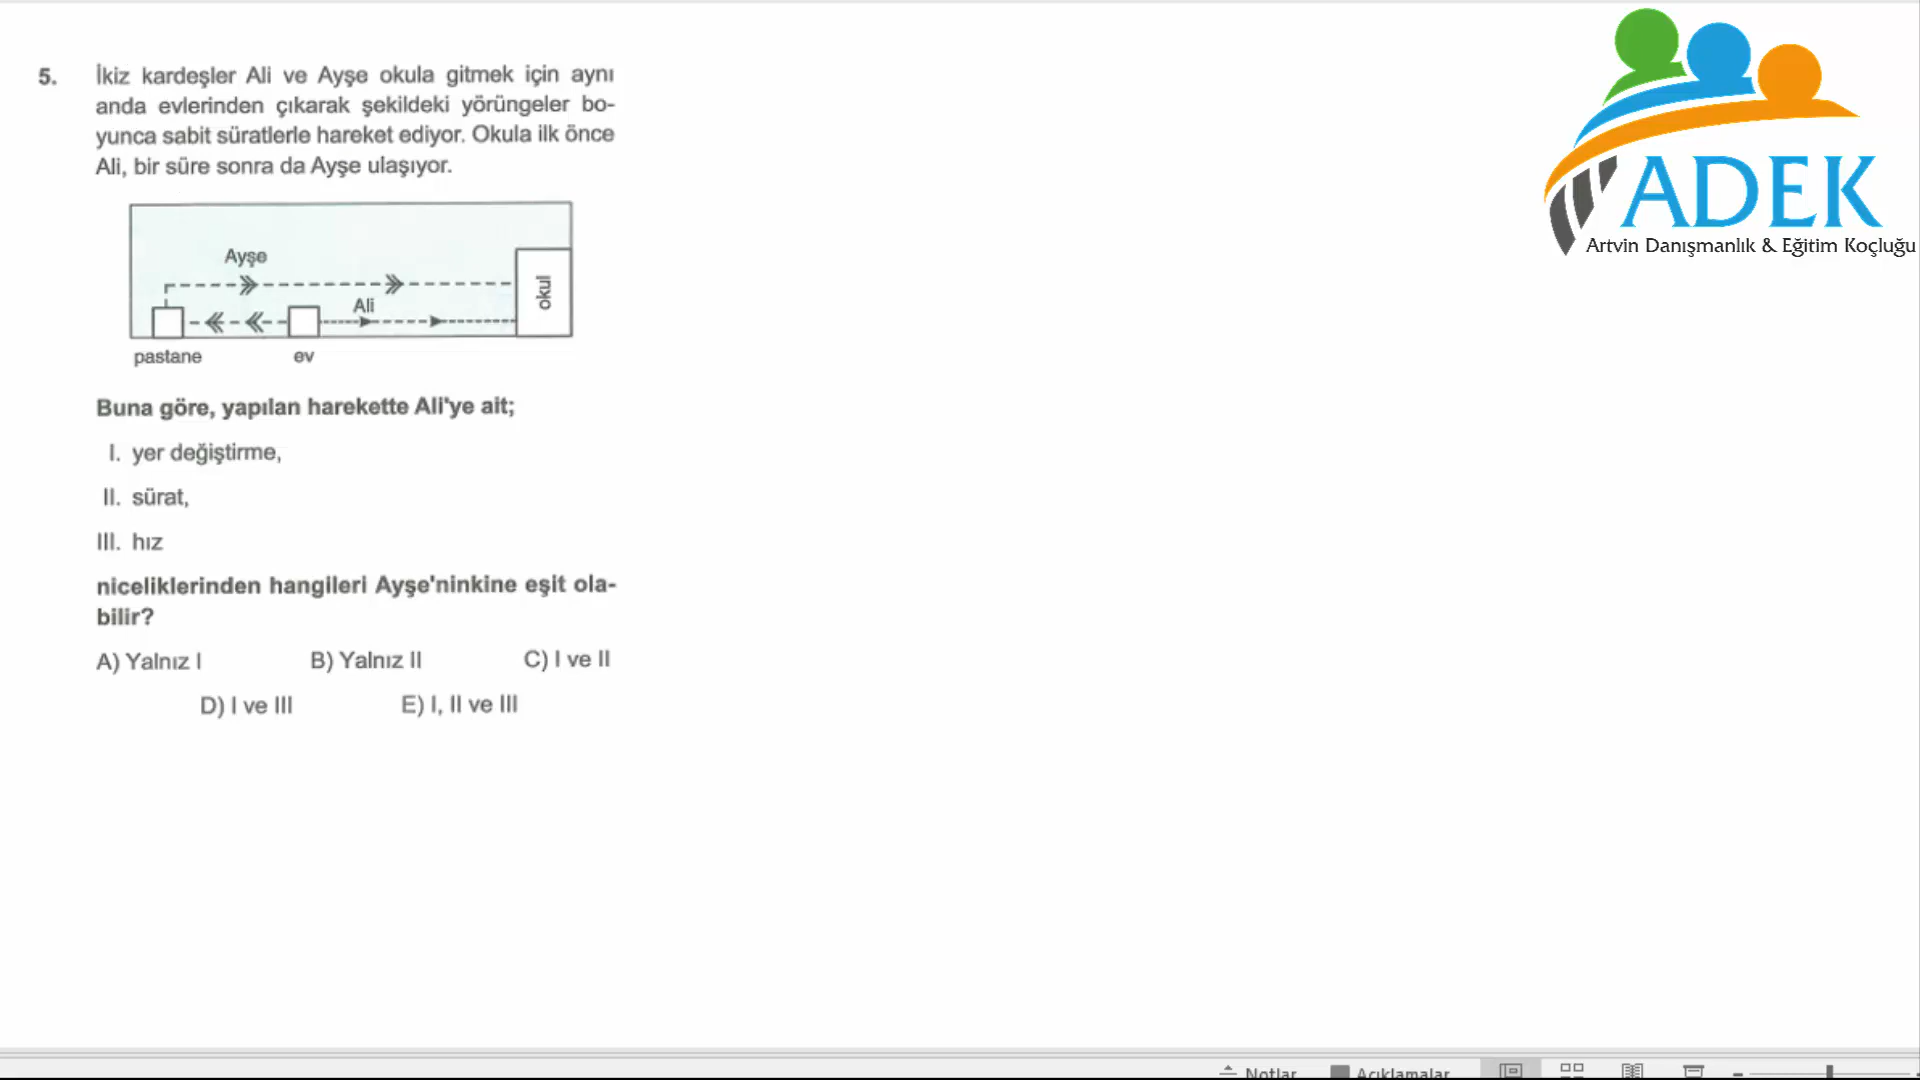 5. İkiz kardeşler Ali ve Ayşe okula gitmek için aynı
anda evlerinden çıkarak şekildeki yörüngeler bo-
yunca sabit süratlerle hareket ediyor. Okula ilk önce
Ali, bir süre sonra da Ayşe ulaşıyor.
Ayşe
Ali
okul
pastane
ev
Buna göre, yapılan harekette Ali'ye ait;
I. yer değiştirme,
II. sürat,
III. hız
niceliklerinden hangileri Ayşe'ninkine eşit ola-
bilir?
A) Yalnız I B) Yalnız II C) I ve II
D) I ve III E) I, II ve III
ADEK
Artvin Danışmanlık & Eğitim Koçluğu
Notlar Açıklamalar